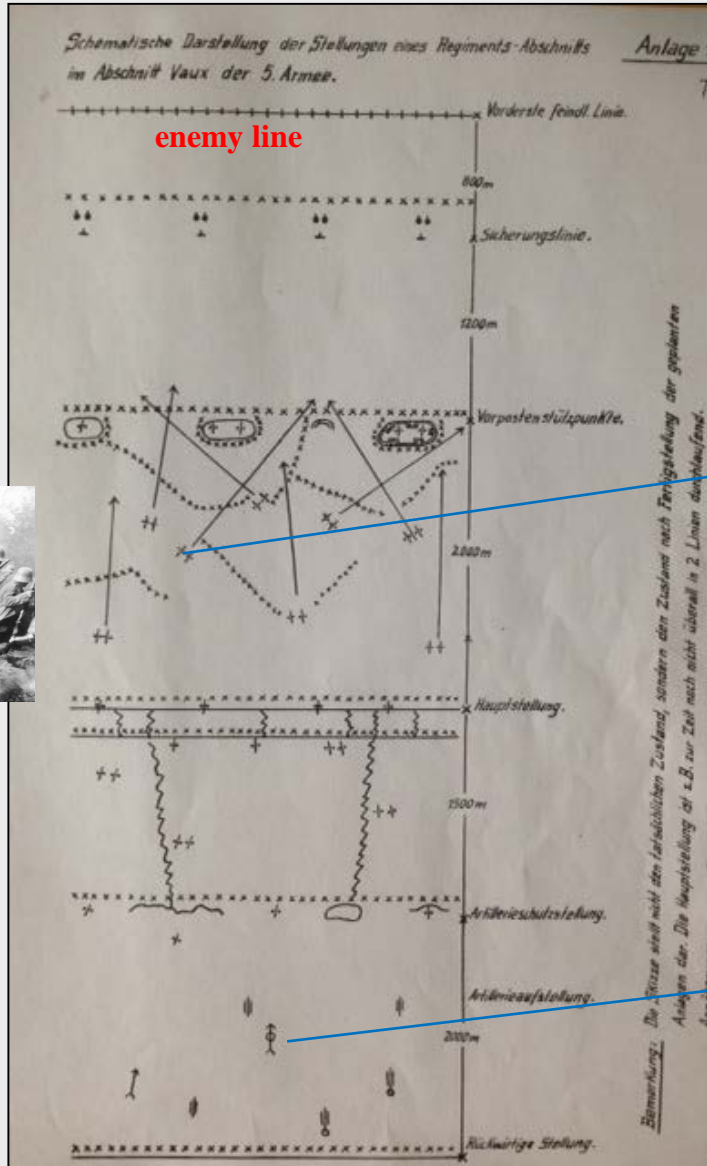 Schematische Darstellung der Stellungen eines Regiments-Abschnitts
im Abschnitt Vaux der 5. Armee.
Anlage
Vorderste feindl. Linie.
enemy line
800m
Sicherungslinie.
1200m
Vorpostenstützpunkte.
2000m
Hauptstellung.
1500m
Artillerieschutzstellung.
Artillerieaufstellung.
2000m
Rückwärtige Stellung.
Bemerkung: Die Skizze stellt nicht den tatsächlichen Zustand, sondern den Zustand nach Fertigstellung der geplanten
Anlagen dar. Die Hauptstellung ist z.B. zur Zeit noch nicht überall in 2 Linien durchlaufend.